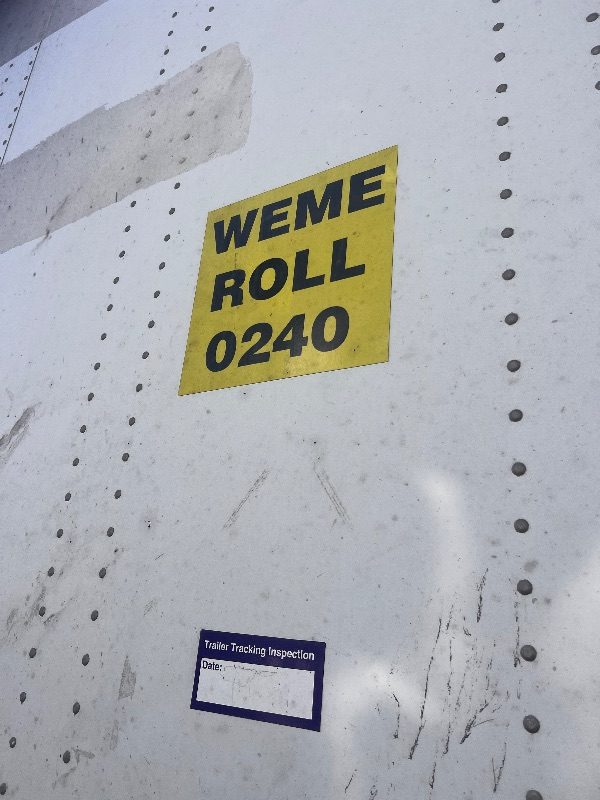 WEME
ROLL
0240
Trailer Tracking Inspection
Date: